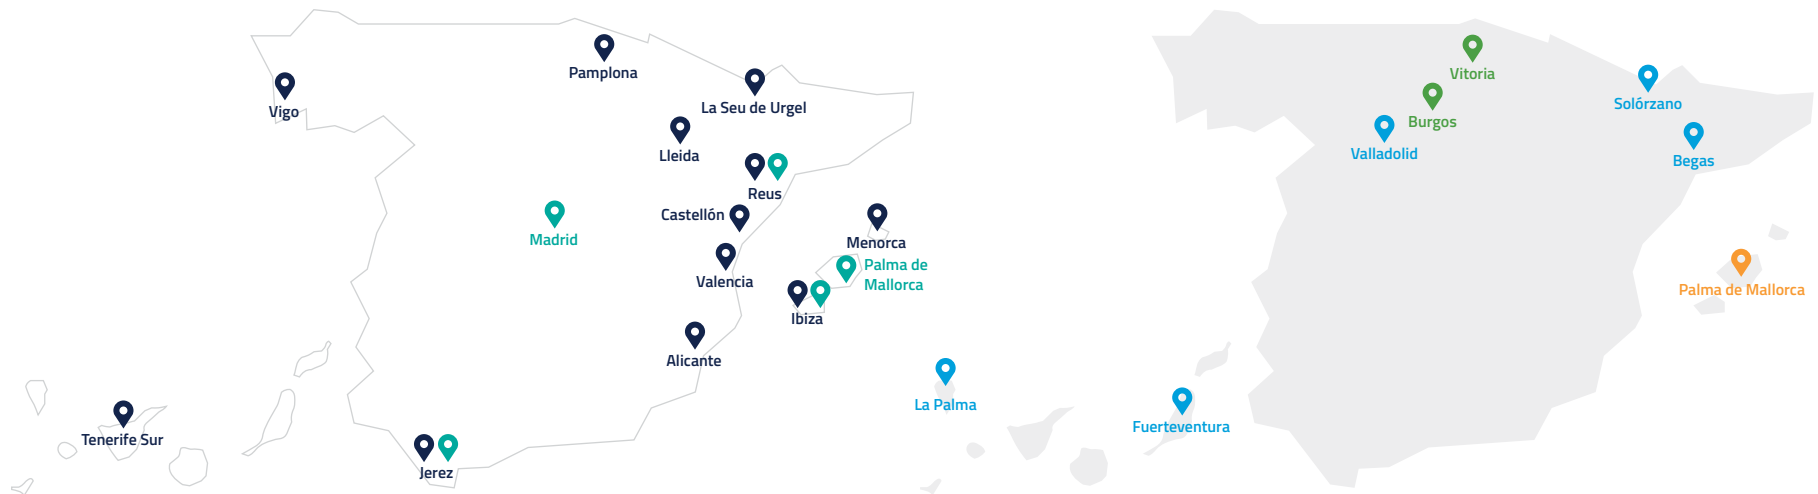 Pamplona
Vigo
La Seu de Urgel
Lleida
Reus
Castellón
Madrid
Menorca
Palma de
Mallorca
Valencia
Ibiza
Alicante
Tenerife Sur
Jerez
Vitoria
Solórzano
Burgos
Valladolid
Begas
Palma de Mallorca
La Palma
Fuerteventura